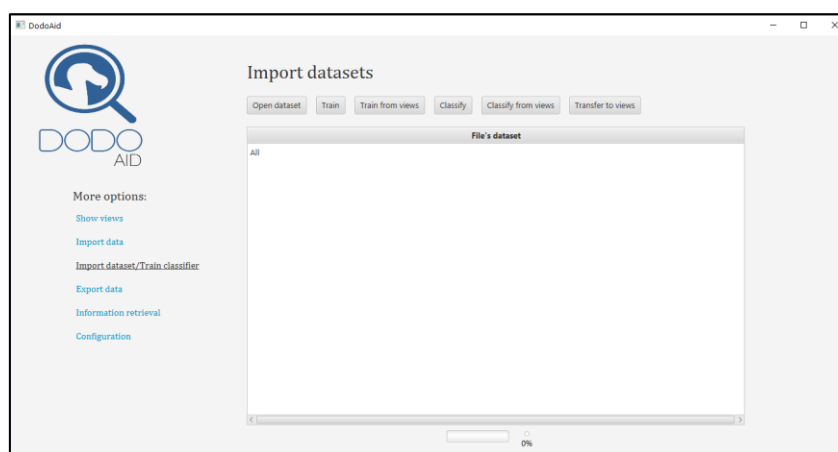 DodoAid
DODO
AID
More options:
Show views
Import data
Import dataset/Train classifier
Export data
Information retrieval
Configuration
Import datasets
Open dataset Train Train from views Classify Classify from views Transfer to views
File's dataset
All
0%